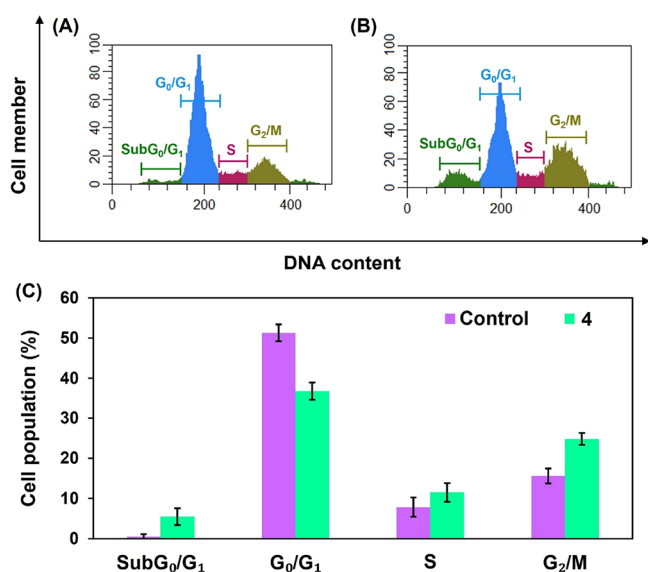 (A)
(B)
Cell member
100
80
60
40
20
0
SubG₀/G₁
G₀/G₁
S
G₂/M
200
400
100
80
60
40
20
0
SubG₀/G₁
G₀/G₁
S
G₂/M
200
400
DNA content
(C)
Cell population (%)
60
50
40
30
20
10
0
Control
4
SubG₀/G₁
G₀/G₁
S
G₂/M